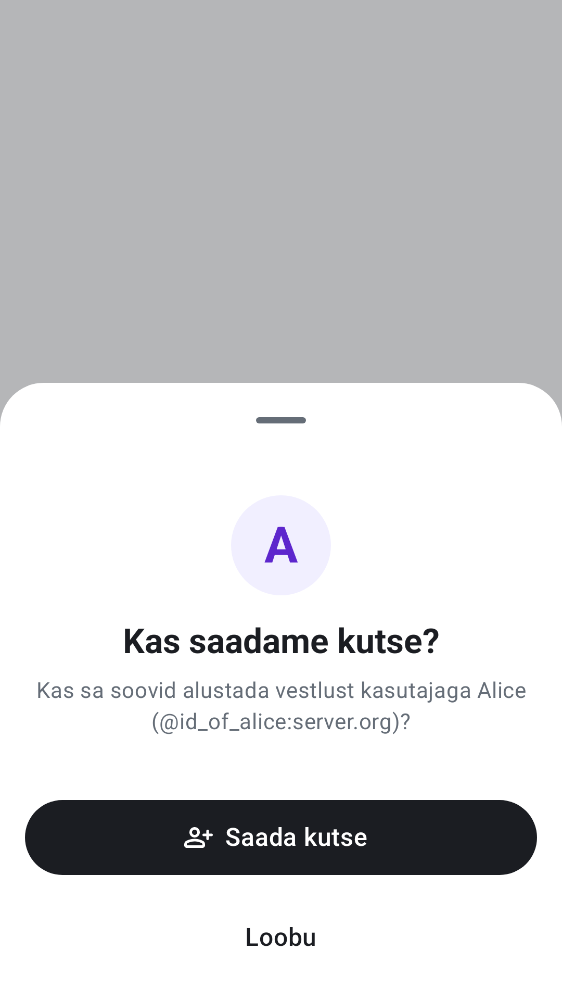 A
Kas saadame kutse?
Kas sa soovid alustada vestlust kasutajaga Alice
(@id_of_alice:server.org)?
Saada kutse
Loobu